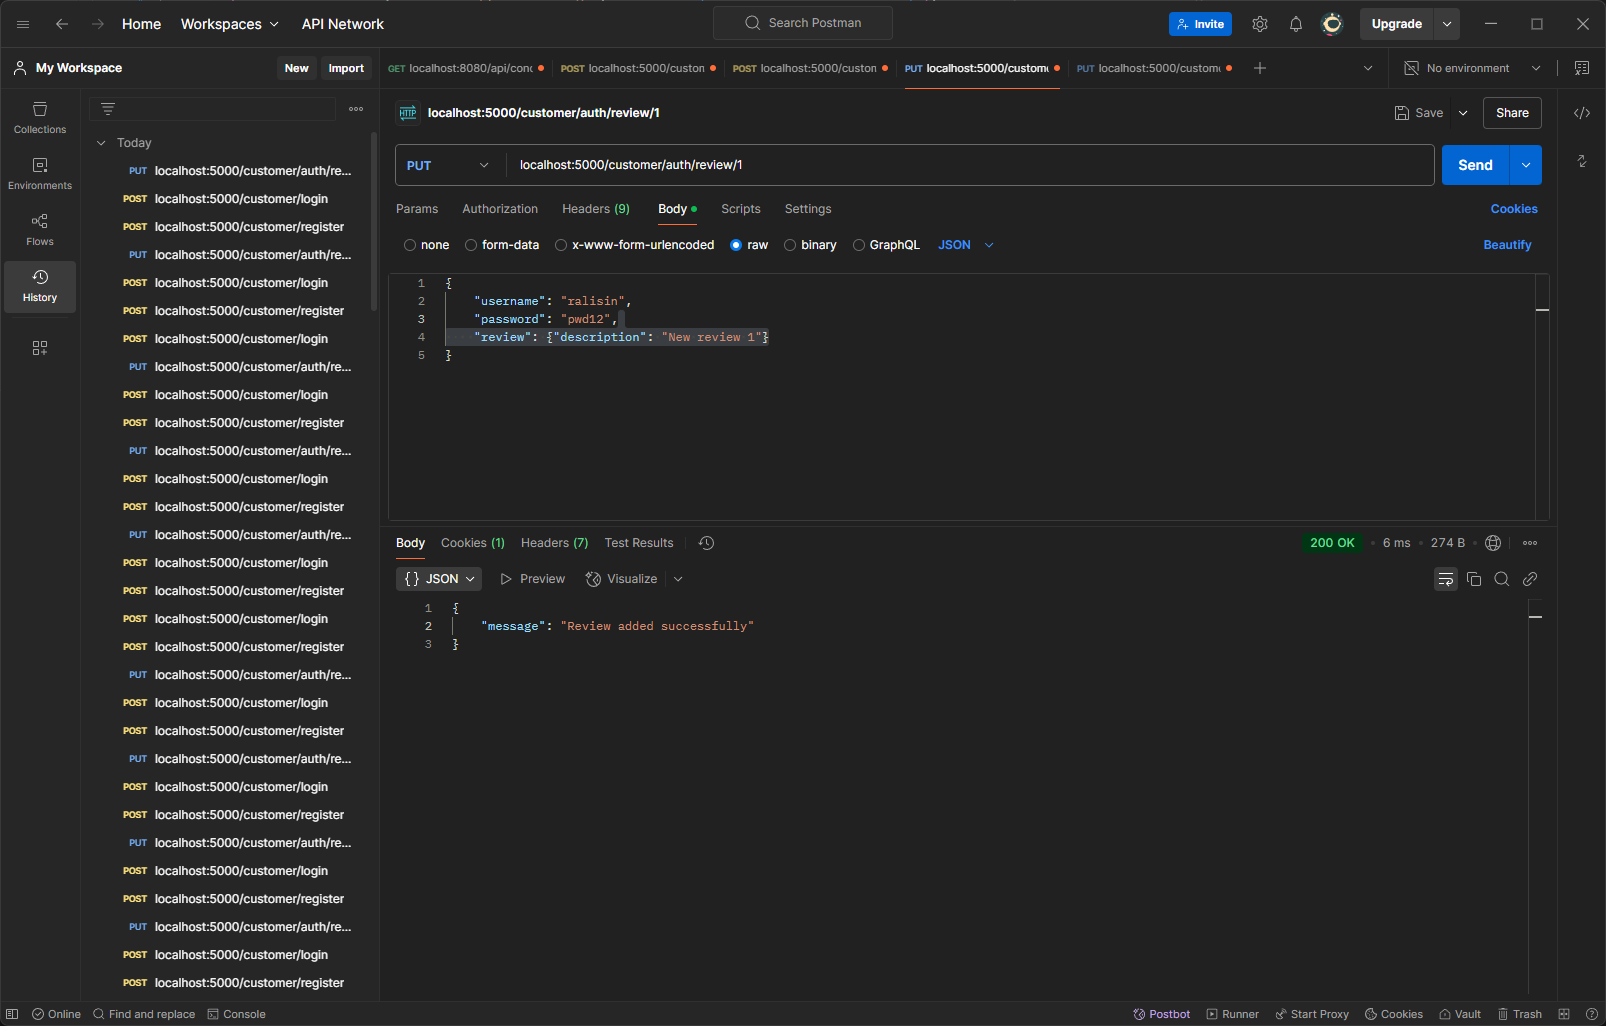 Home Workspaces API Network Search Postman Invite Upgrade
My Workspace New Import GET localhost:8080/api/conc POST localhost:5000/custom POST localhost:5000/custom PUT localhost:5000/custome PUT localhost:5000/custome No environment
Collections
Environments
Flows
History
Today
PUT localhost:5000/customer/auth/re...
POST localhost:5000/customer/login
POST localhost:5000/customer/register
PUT localhost:5000/customer/auth/re...
POST localhost:5000/customer/login
POST localhost:5000/customer/register
POST localhost:5000/customer/login
PUT localhost:5000/customer/auth/re...
POST localhost:5000/customer/login
POST localhost:5000/customer/register
PUT localhost:5000/customer/auth/re...
POST localhost:5000/customer/login
POST localhost:5000/customer/register
PUT localhost:5000/customer/auth/re...
POST localhost:5000/customer/login
POST localhost:5000/customer/register
POST localhost:5000/customer/login
POST localhost:5000/customer/register
PUT localhost:5000/customer/auth/re...
POST localhost:5000/customer/login
POST localhost:5000/customer/register
PUT localhost:5000/customer/auth/re...
POST localhost:5000/customer/login
POST localhost:5000/customer/register
PUT localhost:5000/customer/auth/re...
POST localhost:5000/customer/login
POST localhost:5000/customer/register
PUT localhost:5000/customer/auth/re...
POST localhost:5000/customer/login
POST localhost:5000/customer/register
HTTP localhost:5000/customer/auth/review/1 Save Share
PUT localhost:5000/customer/auth/review/1 Send
Params Authorization Headers (9) Body Scripts Settings Cookies
none form-data x-www-form-urlencoded raw binary GraphQL JSON Beautify
1 {
2 "username": "ralisin",
3 "password": "pwd12",
4 "review": {"description": "New review 1"}
5 }
Body Cookies (1) Headers (7) Test Results 200 OK 6 ms 274 B
{} JSON Preview Visualize
1 {
2 "message": "Review added successfully"
3 }
Online Find and replace Console Postbot Runner Start Proxy Cookies Vault Trash